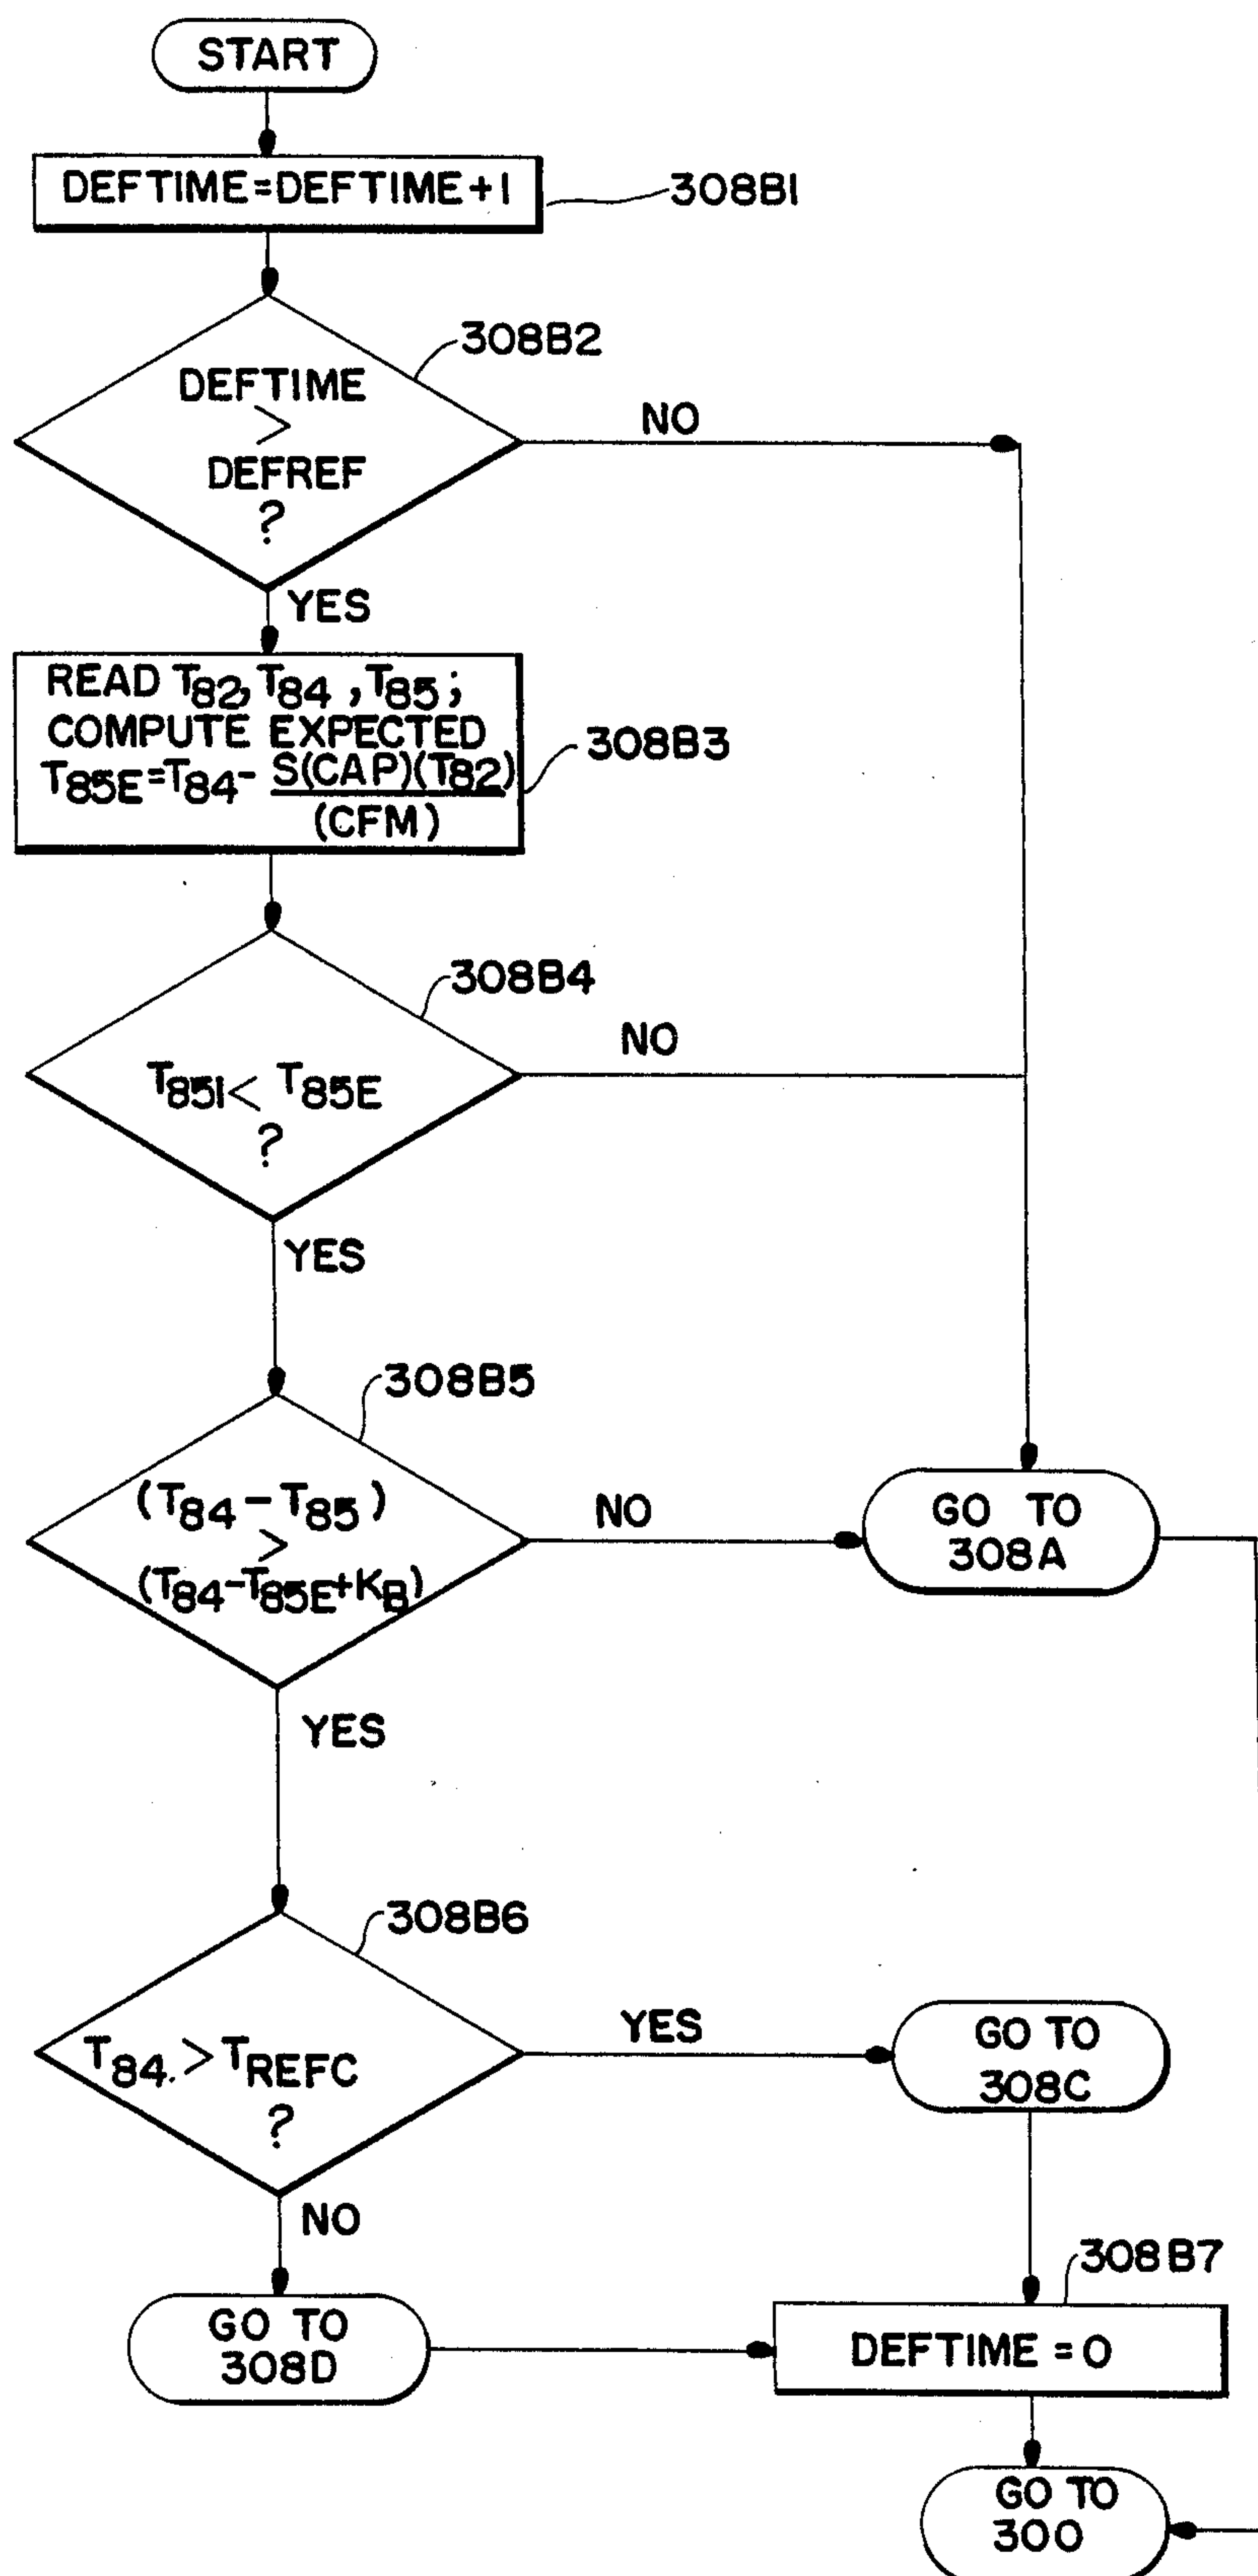 START
DEFTIME=DEFTIME+1
308B1
308B2
DEFTIME
>
DEFREF
?
NO
YES
READ T82, T84, T85;
COMPUTE EXPECTED
T85E=T84- S(CAP)(T82)
(CFM)
308B3
308B4
NO
T85I< T85E
?
YES
308B5
(T84-T85)
>
(T84-T85E+KB)
NO
GO TO
308A
YES
308B6
T84.>TREFC
?
YES
GO TO
308C
NO
308B7
GO TO
308D
DEFTIME =0
GO TO
300